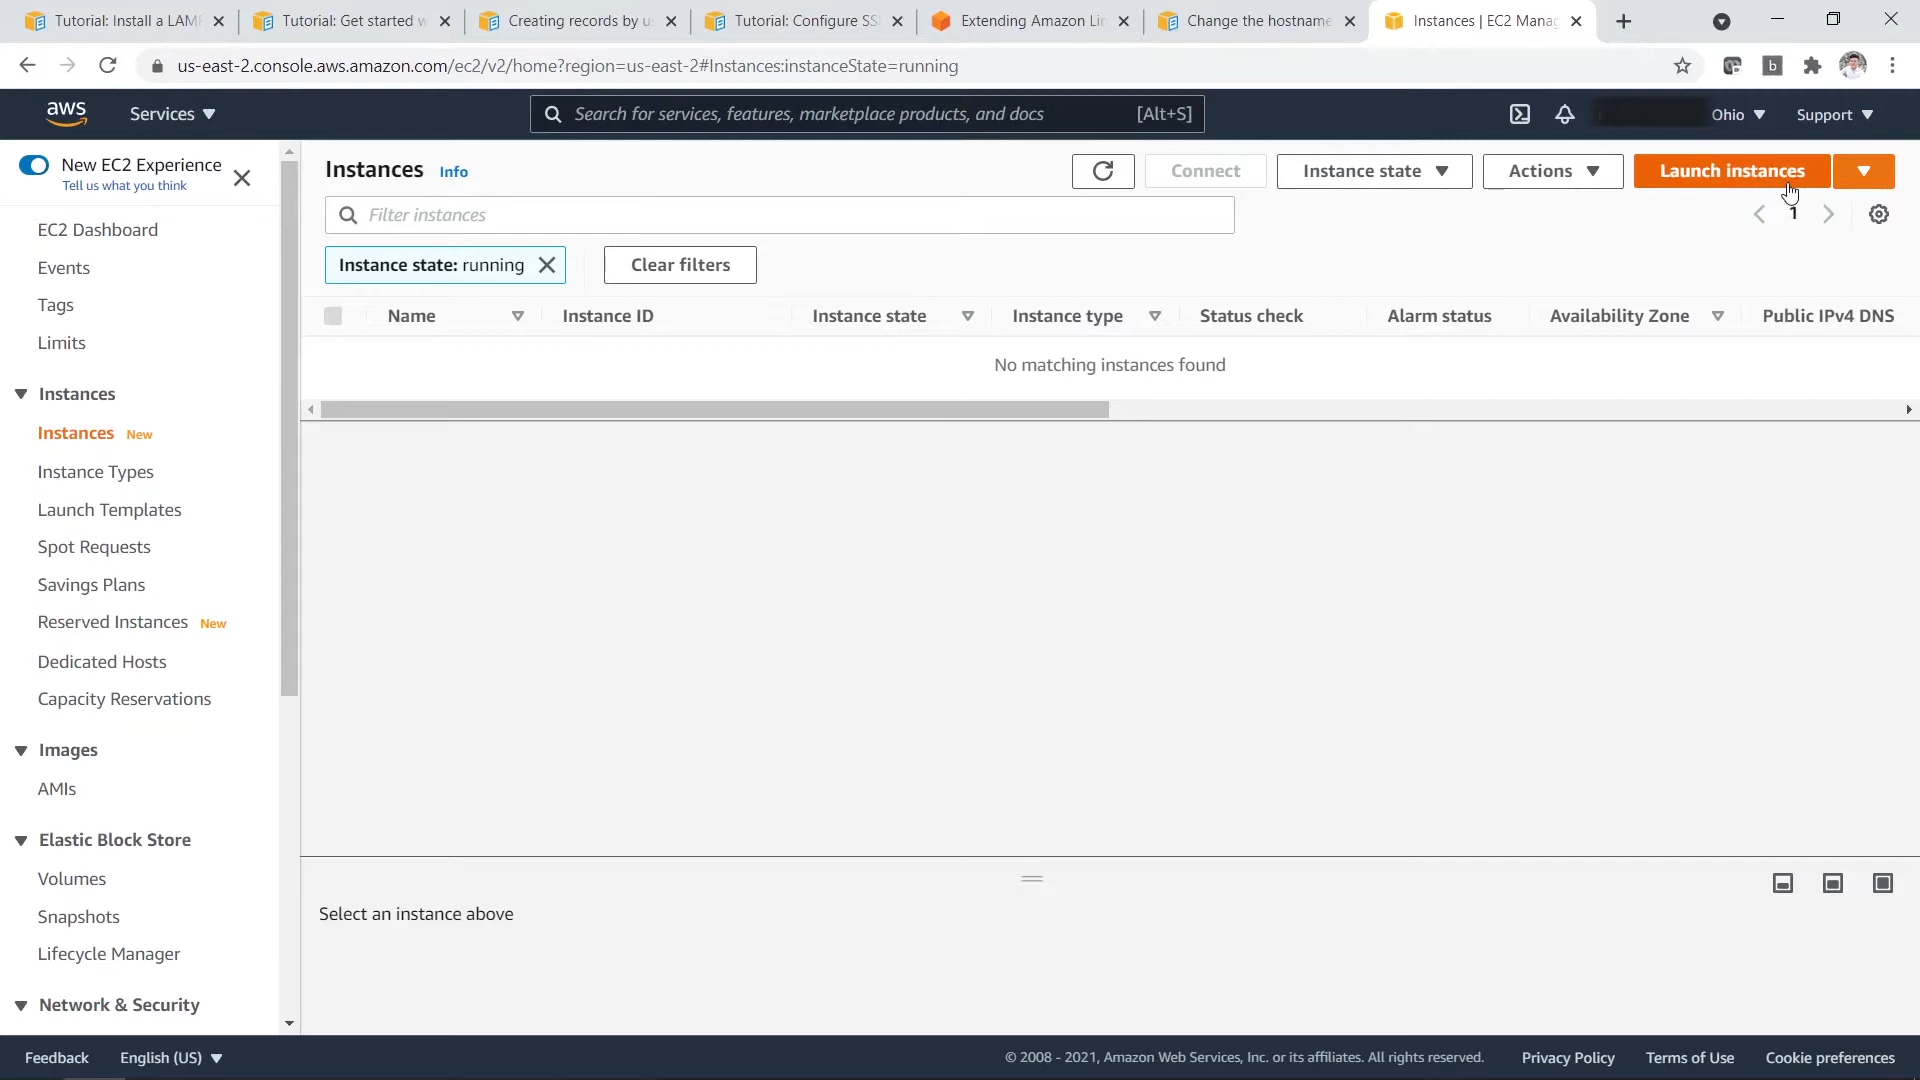 Tutorial: Install a LAMP
Tutorial: Get started w
Creating records by us
Tutorial: Configure SS
Extending Amazon Lin
Change the hostname
Instances | EC2 Manag
us-east-2.console.aws.amazon.com/ec2/v2/home?region=us-east-2#Instances:instanceState=running
b
aws
Services
Search for services, features, marketplace products, and docs
[Alt+S]
Ohio
Support
New EC2 Experience
Tell us what you think
EC2 Dashboard
Events
Tags
Limits
Instances
Instances New
Instance Types
Launch Templates
Spot Requests
Savings Plans
Reserved Instances New
Dedicated Hosts
Capacity Reservations
Images
AMIs
Elastic Block Store
Volumes
Snapshots
Lifecycle Manager
Network & Security
Instances Info
Connect
Instance state
Actions
Launch instances
Filter instances
1
Instance state: running
Clear filters
Name
Instance ID
Instance state
Instance type
Status check
Alarm status
Availability Zone
Public IPv4 DNS
No matching instances found
Select an instance above
Feedback
English (US)
© 2008 - 2021, Amazon Web Services, Inc. or its affiliates. All rights reserved.
Privacy Policy
Terms of Use
Cookie preferences